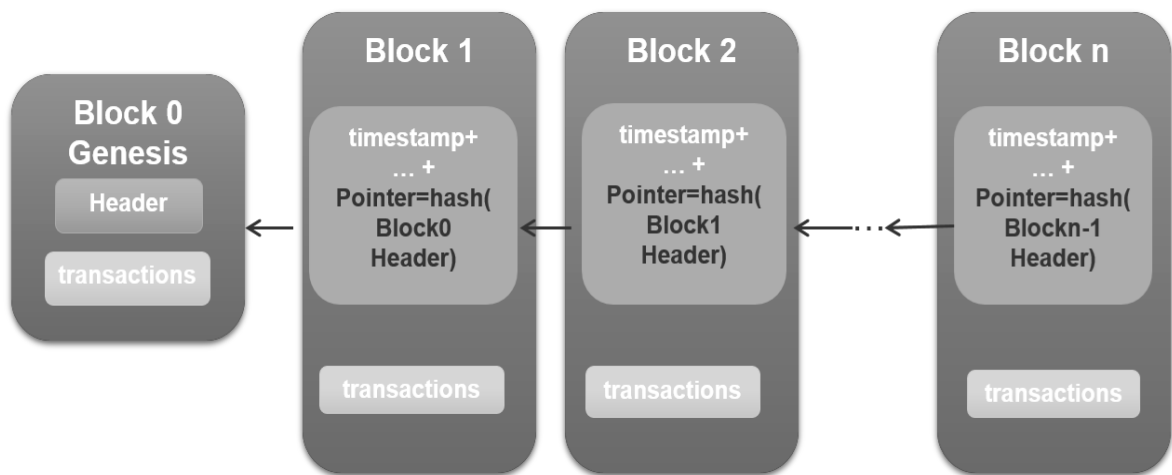 Block 0
Genesis
Header
transactions
Block 1
timestamp+
... +
Pointer=hash(
Block0
Header)
transactions
Block 2
timestamp+
... +
Pointer=hash(
Block1
Header)
transactions
...
Block n
timestamp+
... +
Pointer=hash(
Blockn-1
Header)
transactions